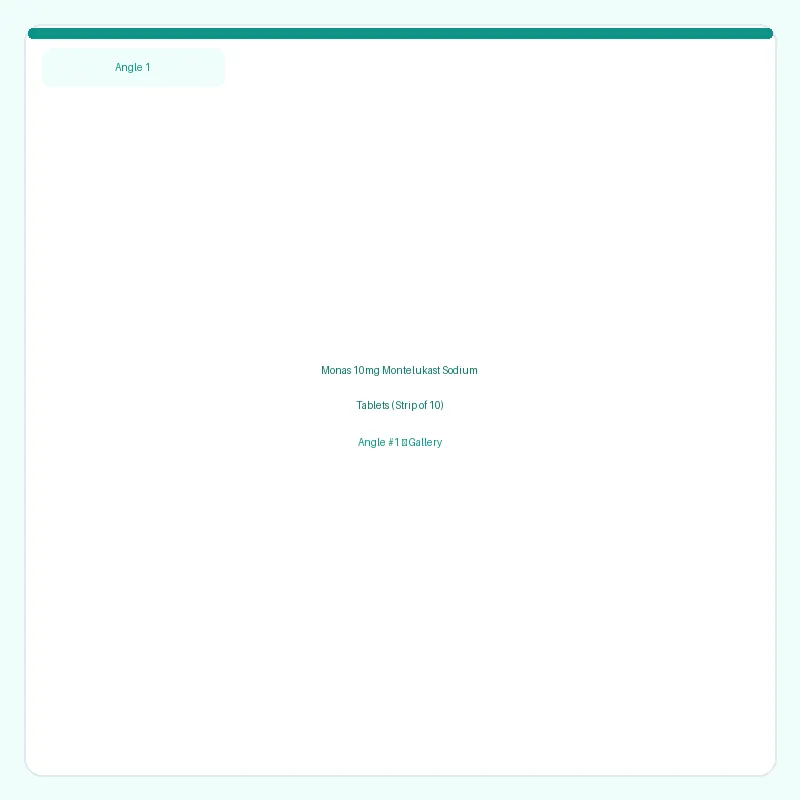 Angle 1
Monas 10mg Montelukast Sodium
Tablets (Strip of 10)
Angle #1 Gallery